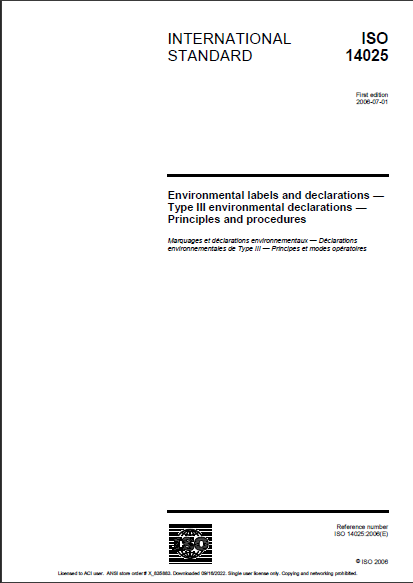 INTERNATIONAL
STANDARD
ISO
14025
First edition
2006-07-01
Environmental labels and declarations —
Type III environmental declarations —
Principles and procedures
Marquages et déclarations environnementaux — Déclarations
environnementales de Type III — Principes et modes opératoires
ISO
Reference number
ISO 14025:2006(E)
© ISO 2006
Licensed to ACI user. ANSI store order# X_835883. Downloaded 09/16/2022. Single user license only. Copying and networking prohibited.